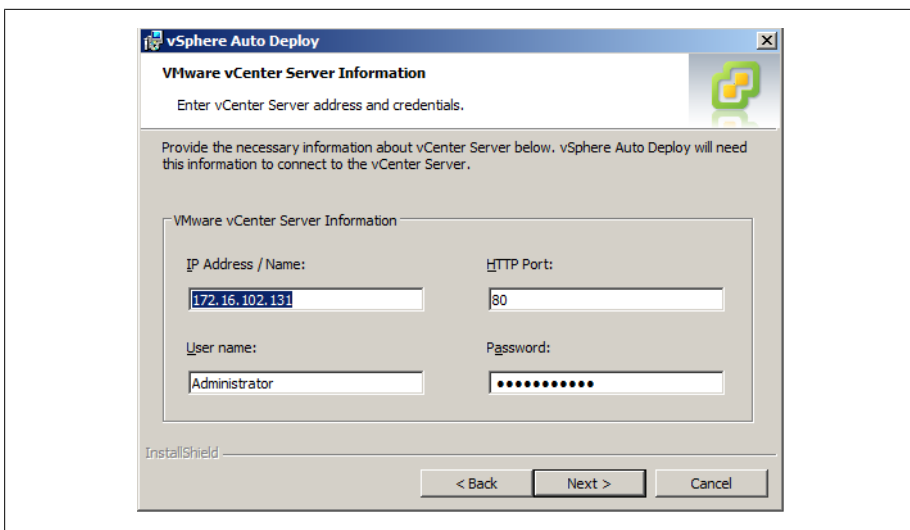 vSphere Auto Deploy
VMware vCenter Server Information
Enter vCenter Server address and credentials.
Provide the necessary information about vCenter Server below. vSphere Auto Deploy will need
this information to connect to the vCenter Server.
VMware vCenter Server Information
IP Address / Name: HTTP Port:
172.16.102.131 80
User name: Password:
Administrator •••••••••••
InstallShield
< Back Next > Cancel